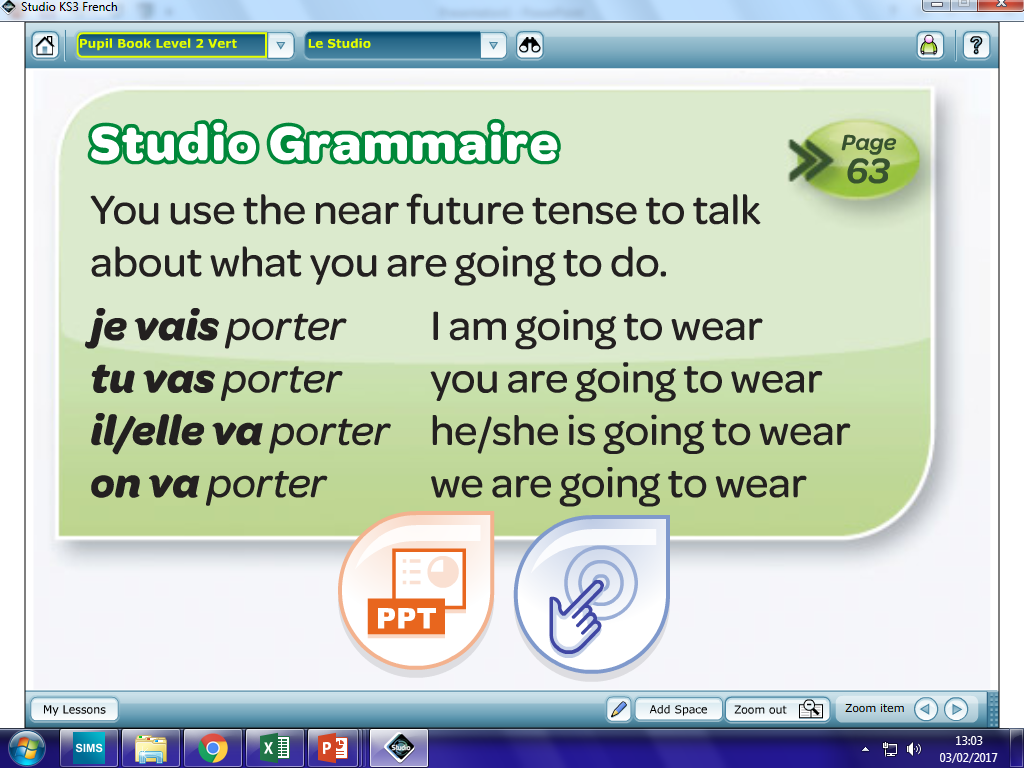 Studio KS3 French
Pupil Book Level 2 Vert
Le Studio
?
Studio Grammaire
Page
63
You use the near future tense to talk
about what you are going to do.
je vais porter I am going to wear
tu vas porter you are going to wear
il/elle va porter he/she is going to wear
on va porter we are going to wear
PPT
My Lessons
Add Space
Zoom out
Zoom item
SIMS
Studio
13:03
03/02/2017